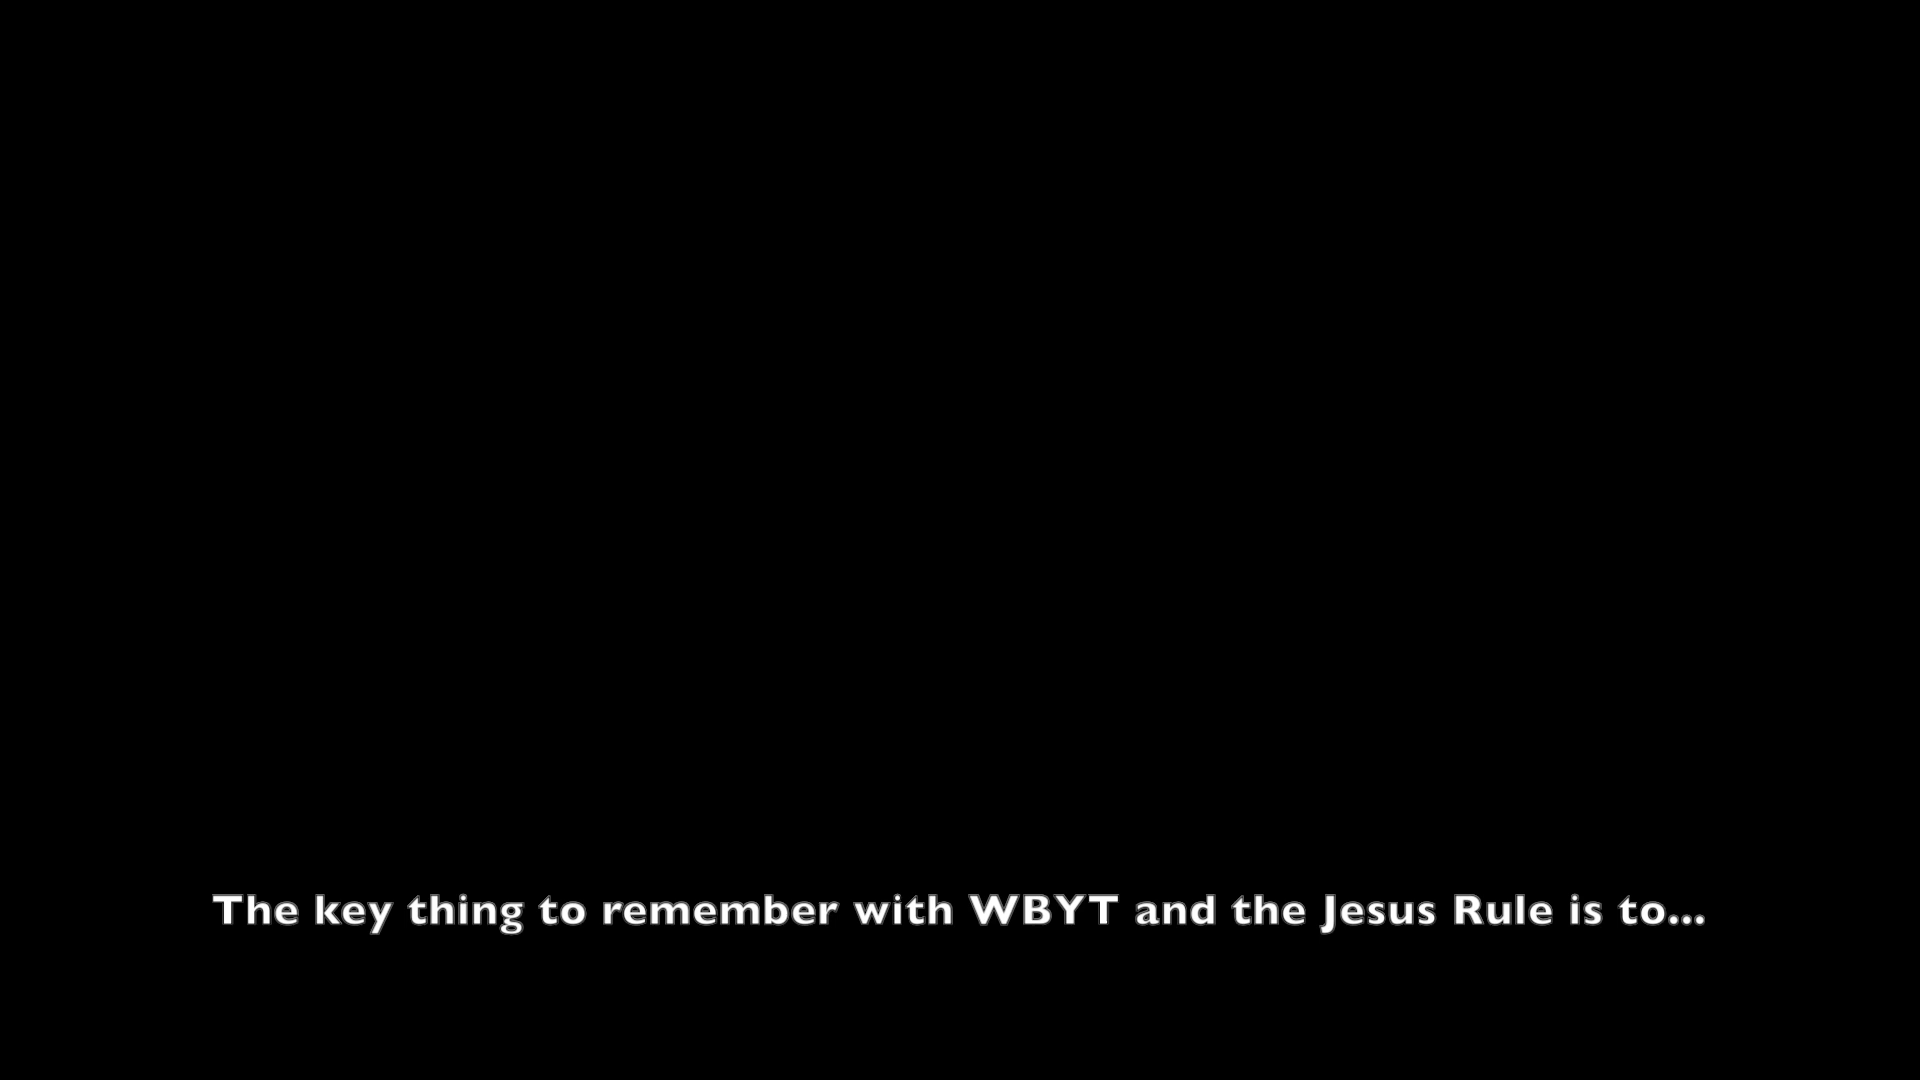 The key thing to remember with WBYT and the Jesus Rule is to...